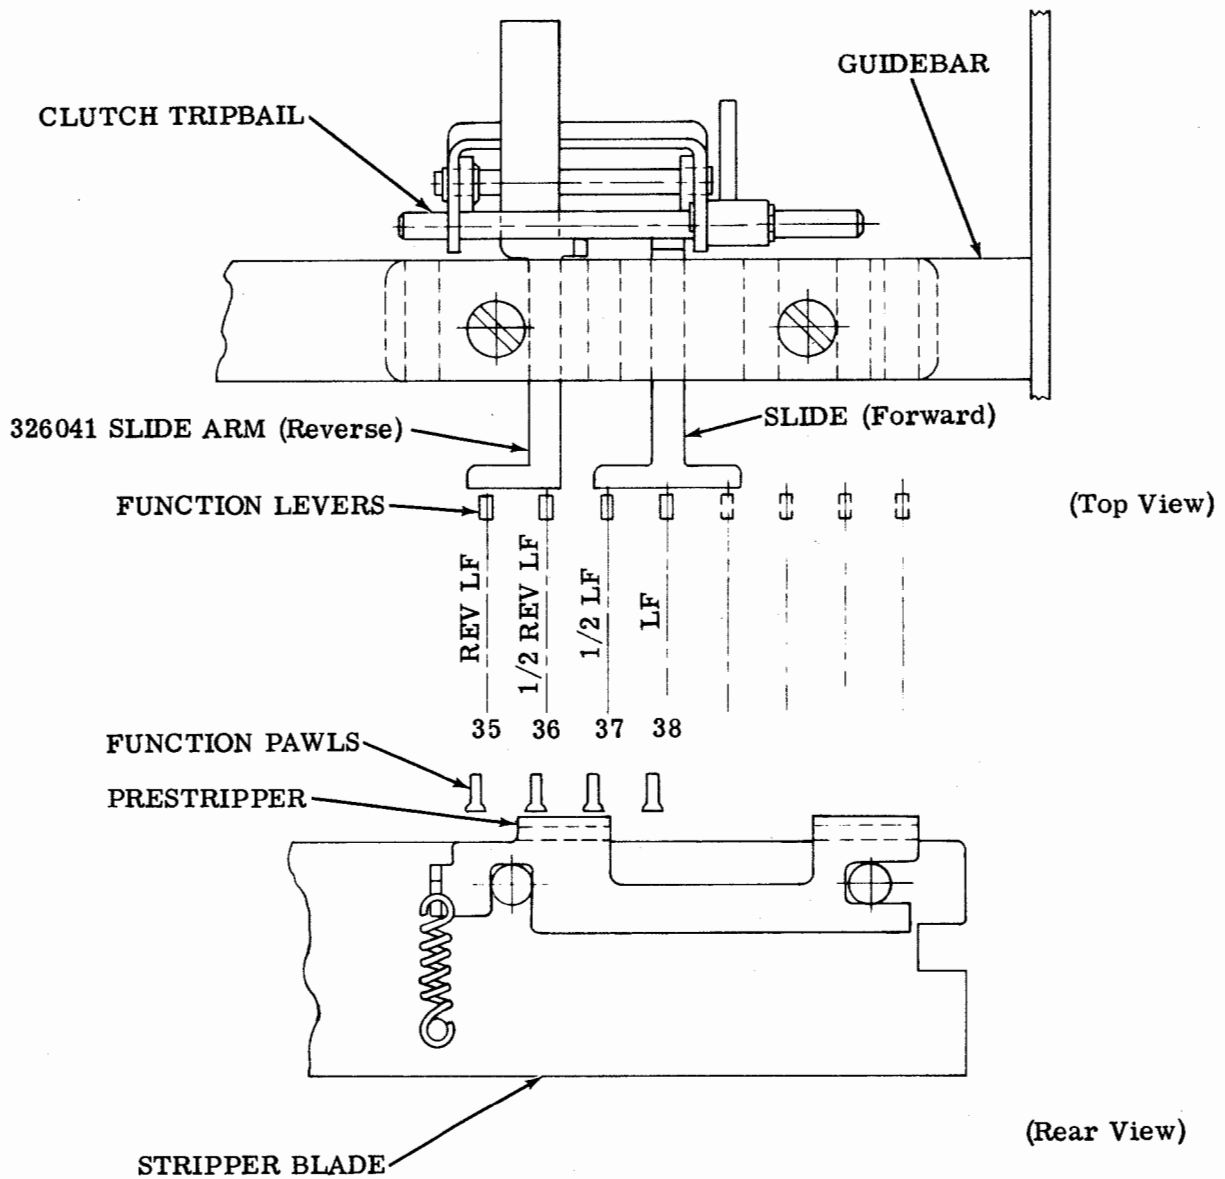 GUIDEBAR
CLUTCH TRIPBAIL
326041 SLIDE ARM (Reverse)
SLIDE (Forward)
FUNCTION LEVERS
(Top View)
REV LF
1/2 REV LF
1/2 LF
LF
35 36 37 38
FUNCTION PAWLS
PRESTRIPPER
(Rear View)
STRIPPER BLADE